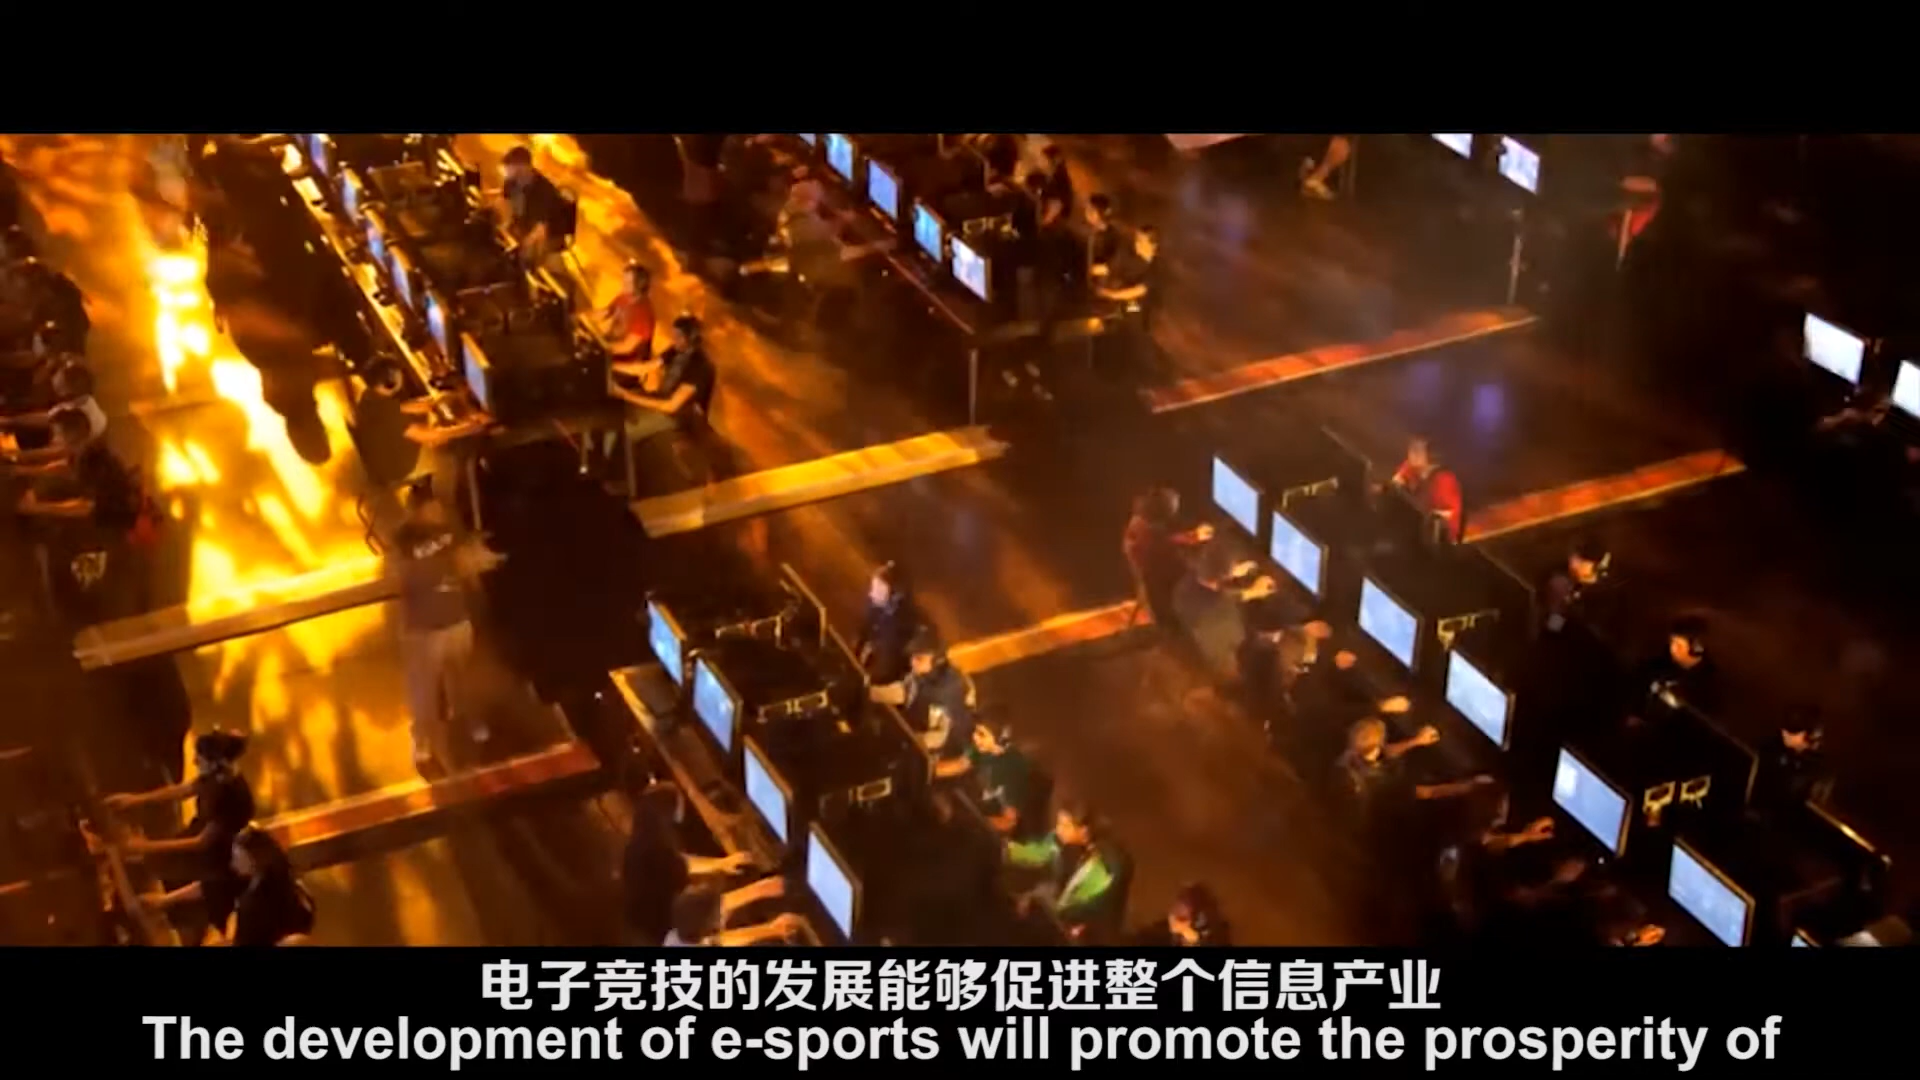 电子竞技的发展能够促进整个信息产业
The development of e-sports will promote the prosperity of